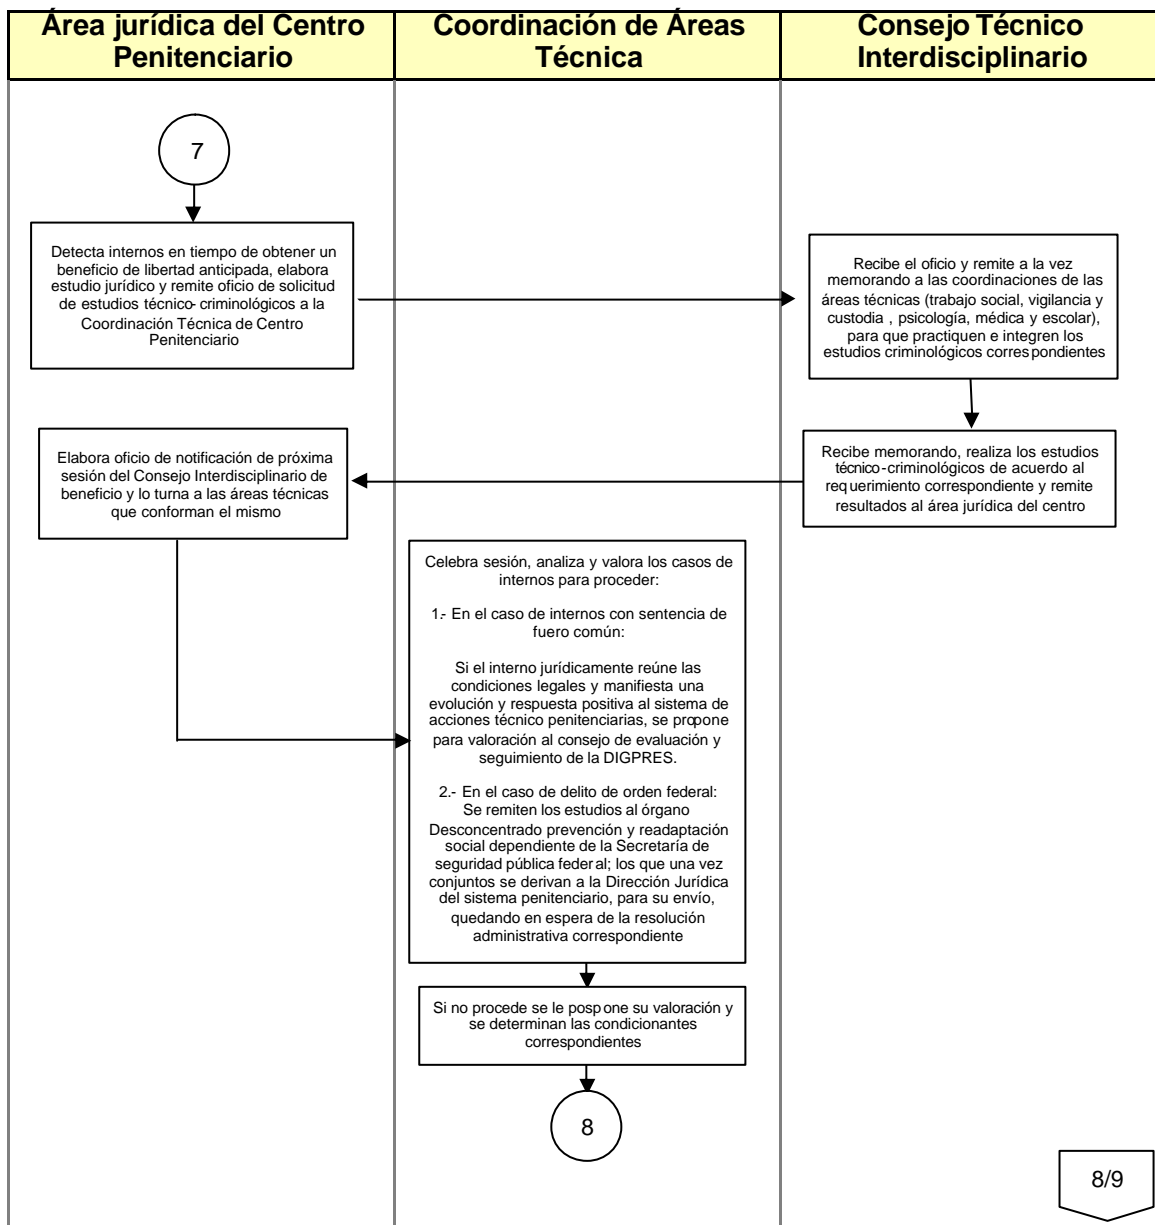 Área jurídica del Centro
Penitenciario
Coordinación de Áreas
Técnica
Consejo Técnico
Interdisciplinario
7
Detecta internos en tiempo de obtener un
beneficio de libertad anticipada, elabora
estudio jurídico y remite oficio de solicitud
de estudios técnico- criminológicos a la
Coordinación Técnica de Centro
Penitenciario
Recibe el oficio y remite a la vez
memorando a las coordinaciones de las
áreas técnicas (trabajo social, vigilancia y
custodia , psicología, médica y escolar),
para que practiquen e integren los
estudios criminológicos correspondientes
Recibe memorando, realiza los estudios
técnico-criminológicos de acuerdo al
requerimiento correspondiente y remite
resultados al área jurídica del centro
Elabora oficio de notificación de próxima
sesión del Consejo Interdisciplinario de
beneficio y lo turna a las áreas técnicas
que conforman el mismo
Celebra sesión, analiza y valora los casos de
internos para proceder:
1.- En el caso de internos con sentencia de
fuero común:
Si el interno jurídicamente reúne las
condiciones legales y manifiesta una
evolución y respuesta positiva al sistema de
acciones técnico penitenciarias, se propone
para valoración al consejo de evaluación y
seguimiento de la DIGPRES.
2.- En el caso de delito de orden federal:
Se remiten los estudios al órgano
Desconcentrado prevención y readaptación
social dependiente de la Secretaría de
seguridad pública federal; los que una vez
conjuntos se derivan a la Dirección Jurídica
del sistema penitenciario, para su envío,
quedando en espera de la resolución
administrativa correspondiente
Si no procede se le pospone su valoración y
se determinan las condicionantes
correspondientes
8
8/9